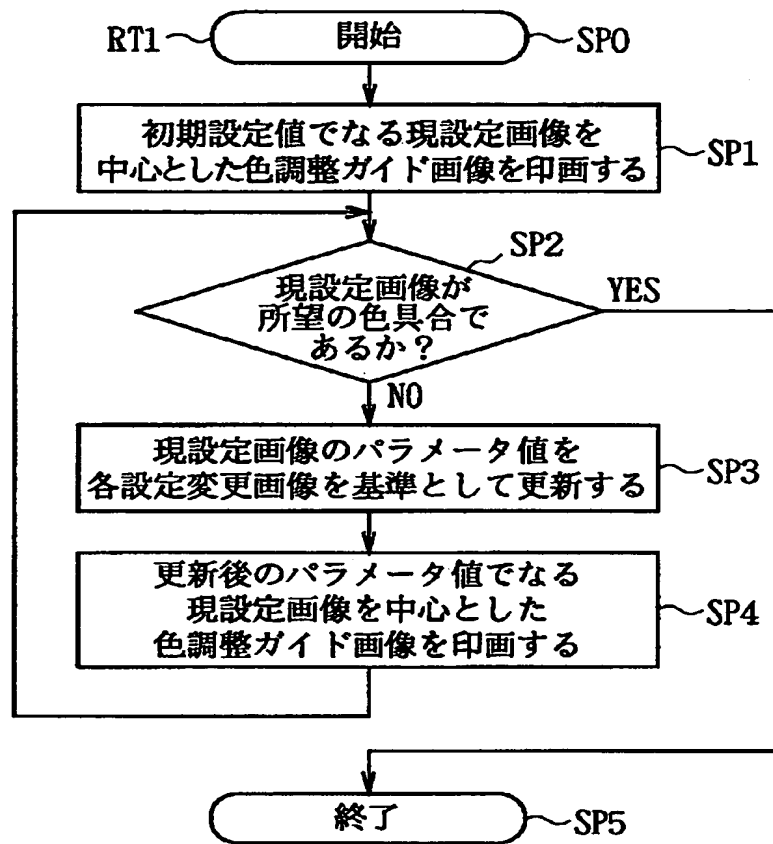 RT1
開始
SP0
初期設定値でなる現設定画像を
中心とした色調整ガイド画像を印画する
SP1
SP2
現設定画像が
所望の色具合で
あるか？
YES
NO
現設定画像のパラメータ値を
各設定変更画像を基準として更新する
SP3
更新後のパラメータ値でなる
現設定画像を中心とした
色調整ガイド画像を印画する
SP4
終了
SP5